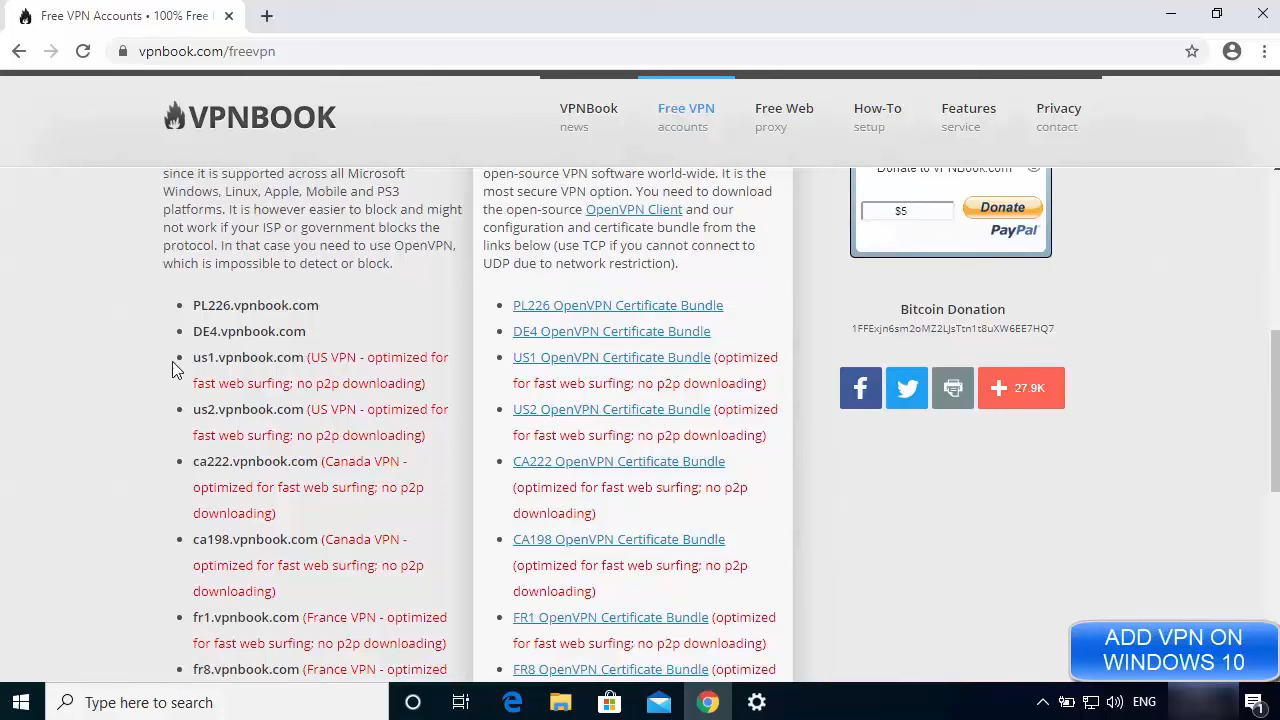 Free VPN Accounts • 100% Free
vpnbook.com/freevpn
VPNBOOK
VPNBook
news
Free VPN
accounts
Free Web
proxy
How-To
setup
Features
service
Privacy
contact
since it is supported across all Microsoft
Windows, Linux, Apple, Mobile and PS3
platforms. It is however easier to block and might
not work if your ISP or government blocks the
protocol. In that case you need to use OpenVPN,
which is impossible to detect or block.
PL226.vpnbook.com
DE4.vpnbook.com
us1.vpnbook.com (US VPN - optimized for
fast web surfing; no p2p downloading)
us2.vpnbook.com (US VPN - optimized for
fast web surfing; no p2p downloading)
ca222.vpnbook.com (Canada VPN -
optimized for fast web surfing; no p2p
downloading)
ca198.vpnbook.com (Canada VPN -
optimized for fast web surfing; no p2p
downloading)
fr1.vpnbook.com (France VPN - optimized
for fast web surfing; no p2p downloading)
fr8.vpnbook.com (France VPN - optimized
open-source VPN software world-wide. It is the
most secure VPN option. You need to download
the open-source OpenVPN Client and our
configuration and certificate bundle from the
links below (use TCP if you cannot connect to
UDP due to network restriction).
PL226 OpenVPN Certificate Bundle
DE4 OpenVPN Certificate Bundle
US1 OpenVPN Certificate Bundle (optimized
for fast web surfing; no p2p downloading)
US2 OpenVPN Certificate Bundle (optimized
for fast web surfing; no p2p downloading)
CA222 OpenVPN Certificate Bundle
(optimized for fast web surfing; no p2p
downloading)
CA198 OpenVPN Certificate Bundle
(optimized for fast web surfing; no p2p
downloading)
FR1 OpenVPN Certificate Bundle (optimized
for fast web surfing; no p2p downloading)
FR8 OpenVPN Certificate Bundle (optimized
Donate to VPNBook.com
$5
Donate
PayPal
Bitcoin Donation
1FFExjn6sm2oMZ2LJsTtn1t8uXW6EE7HQ7
27.9K
ADD VPN ON
WINDOWS 10
Type here to search
ENG
1